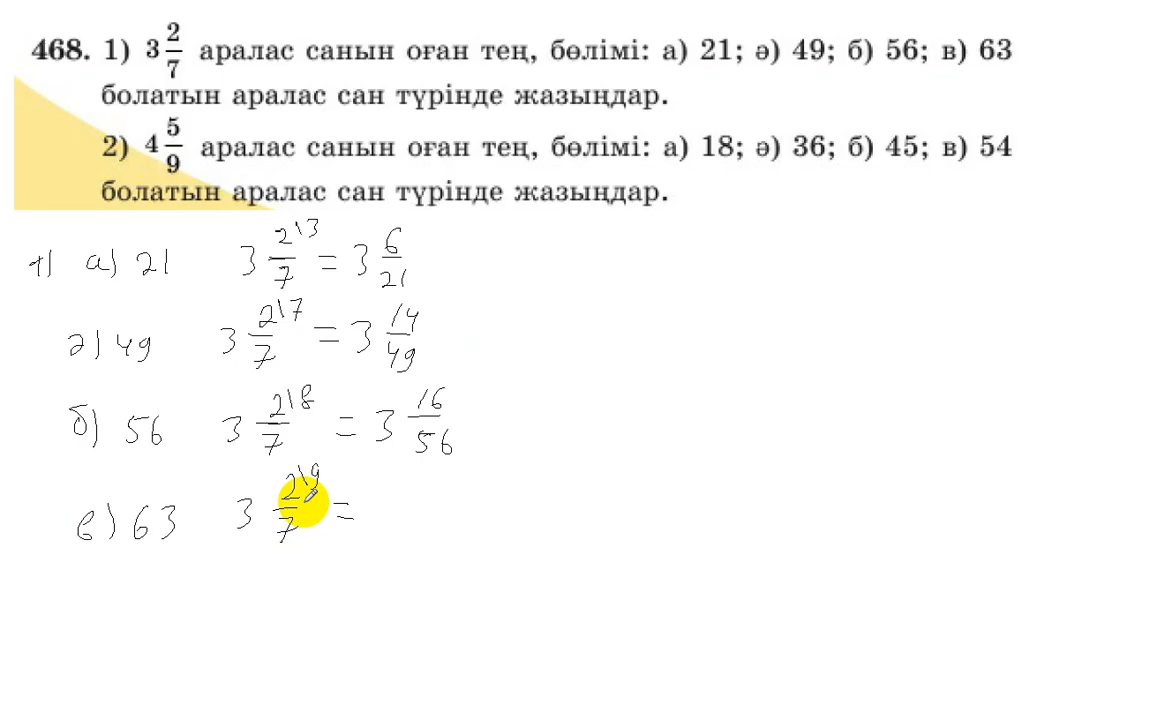 468. 1) 3 2/7 аралас санын оған тең, бөлімі: а) 21; ә) 49; б) 56; в) 63
болатын аралас сан түрінде жазыңдар.
2) 4 5/9 аралас санын оған тең, бөлімі: а) 18; ә) 36; б) 45; в) 54
болатын аралас сан түрінде жазыңдар.
1) а) 21 3 2\3/7 = 3 6/21
ә) 49 3 2\7/7 = 3 14/49
б) 56 3 2\8/7 = 3 16/56
в) 63 3 2\9/7 =